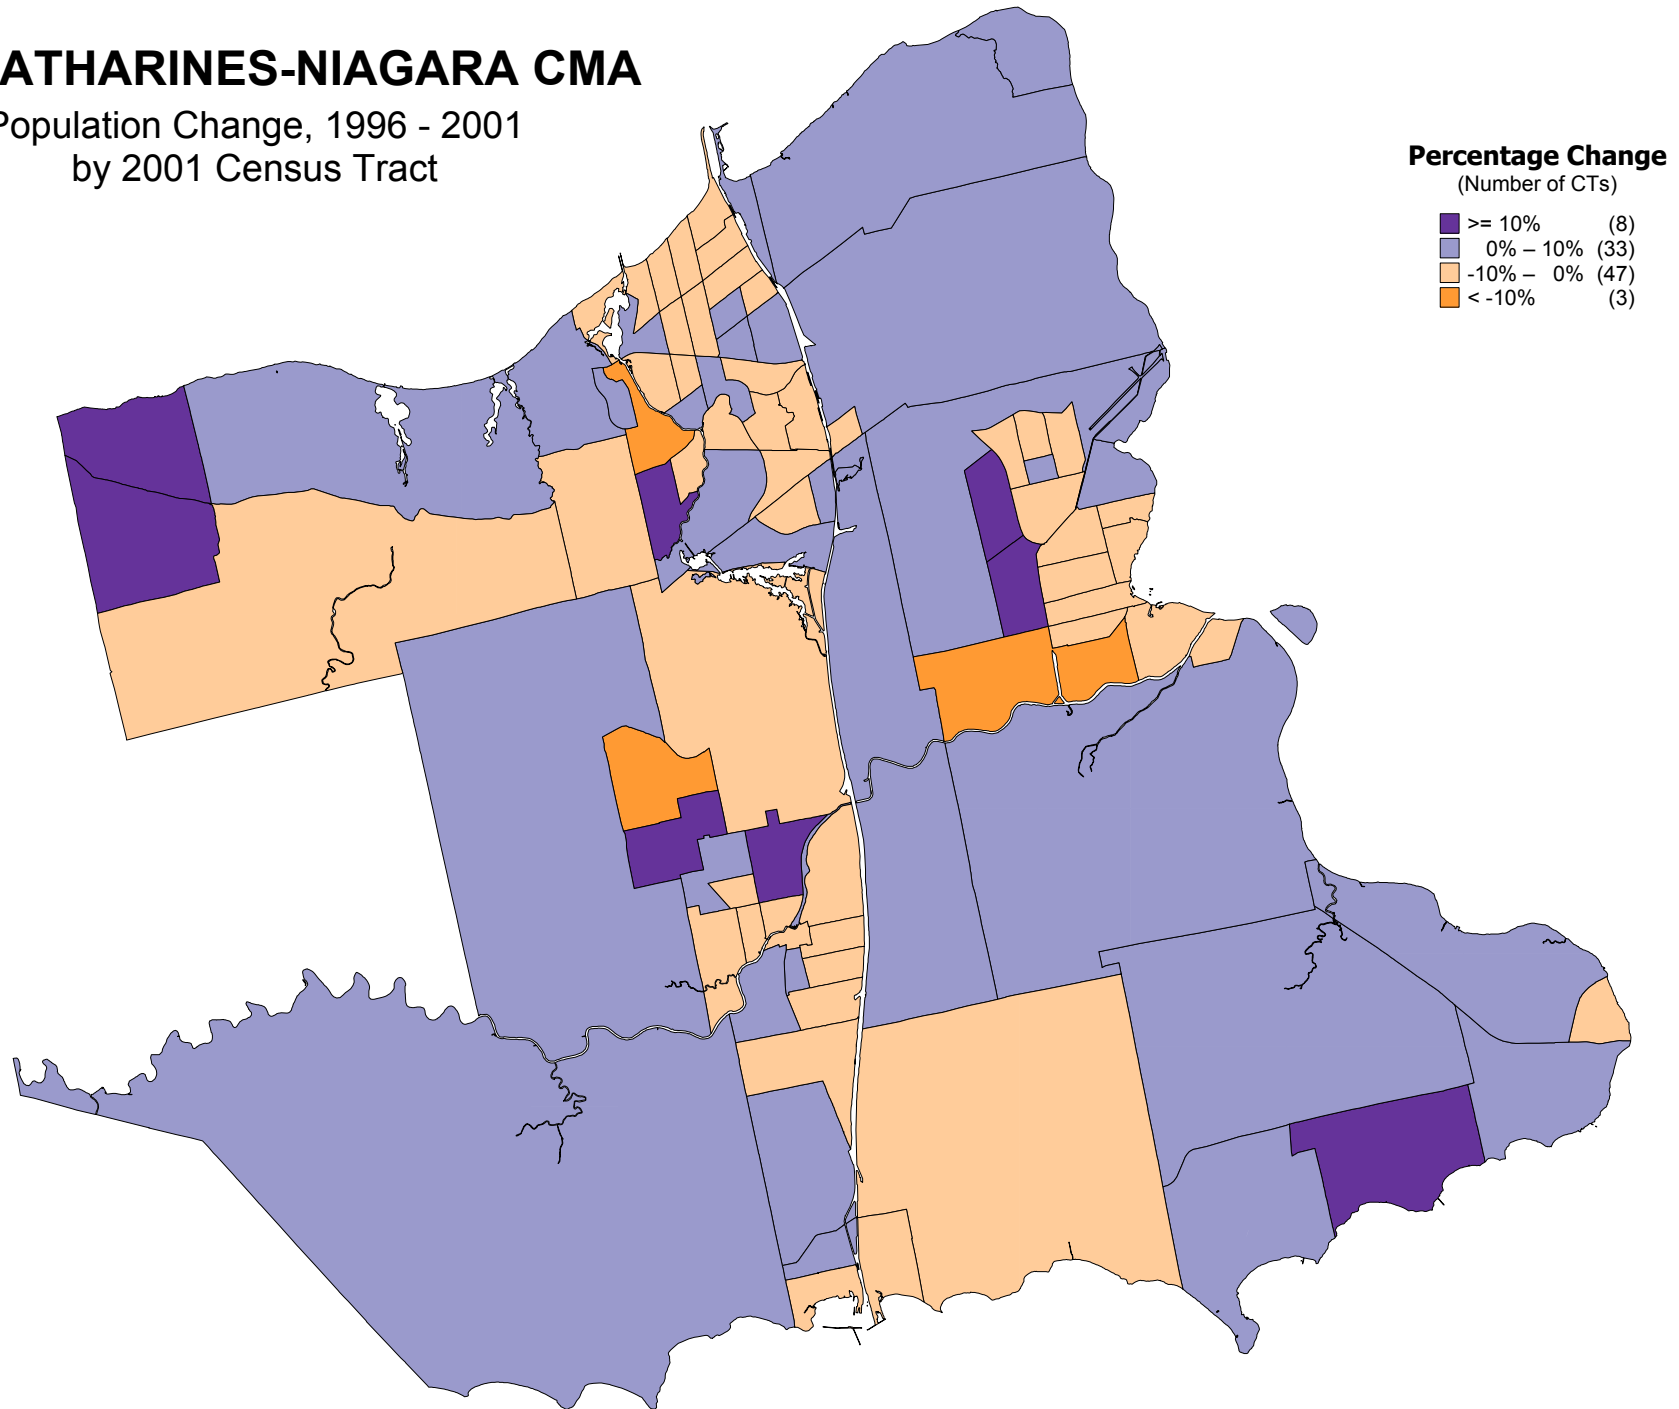 ATHARINES-NIAGARA CMA
Population Change, 1996 - 2001
by 2001 Census Tract
Percentage Change
(Number of CTs)
>= 10% (8)
0% – 10% (33)
-10% – 0% (47)
< -10% (3)